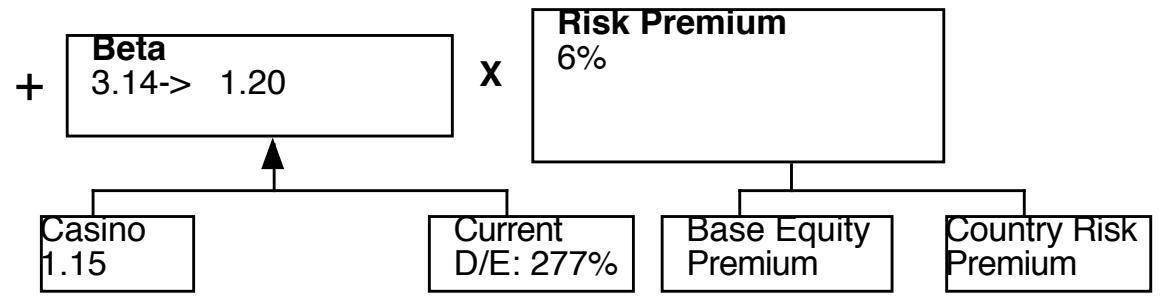 +
Beta
3.14-> 1.20
X
Risk Premium
6%
Casino
1.15
Current
D/E: 277%
Base Equity
Premium
Country Risk
Premium